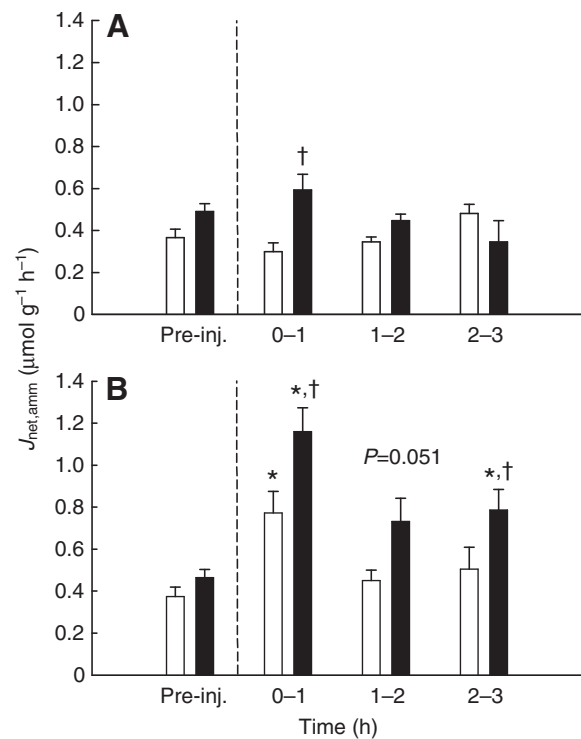 A
1.4
1.2
1.0
0.8
0.6
†
0.4
0.2
0
Pre-inj. 0–1 1–2 2–3
J net,amm (μmol g–1 h–1)
B
1.4
*,†
1.2
1.0
P=0.051
*
*,†
0.8
0.6
0.4
0.2
0
Pre-inj. 0–1 1–2 2–3
Time (h)